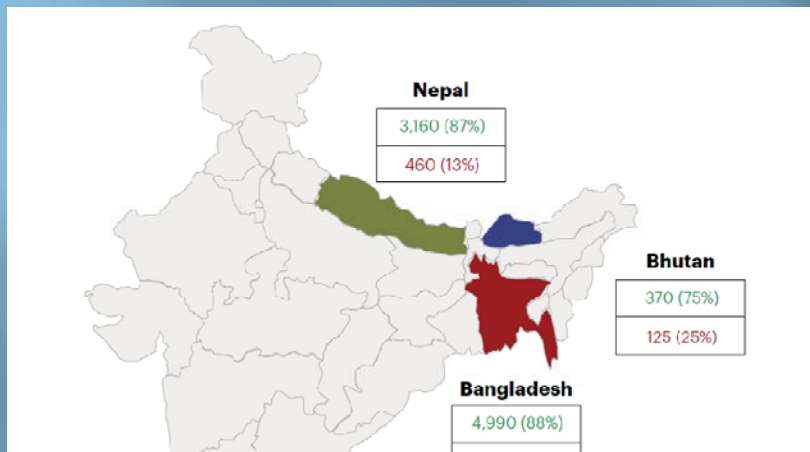 Nepal
3,160 (87%)
460 (13%)
Bhutan
370 (75%)
125 (25%)
Bangladesh
4,990 (88%)